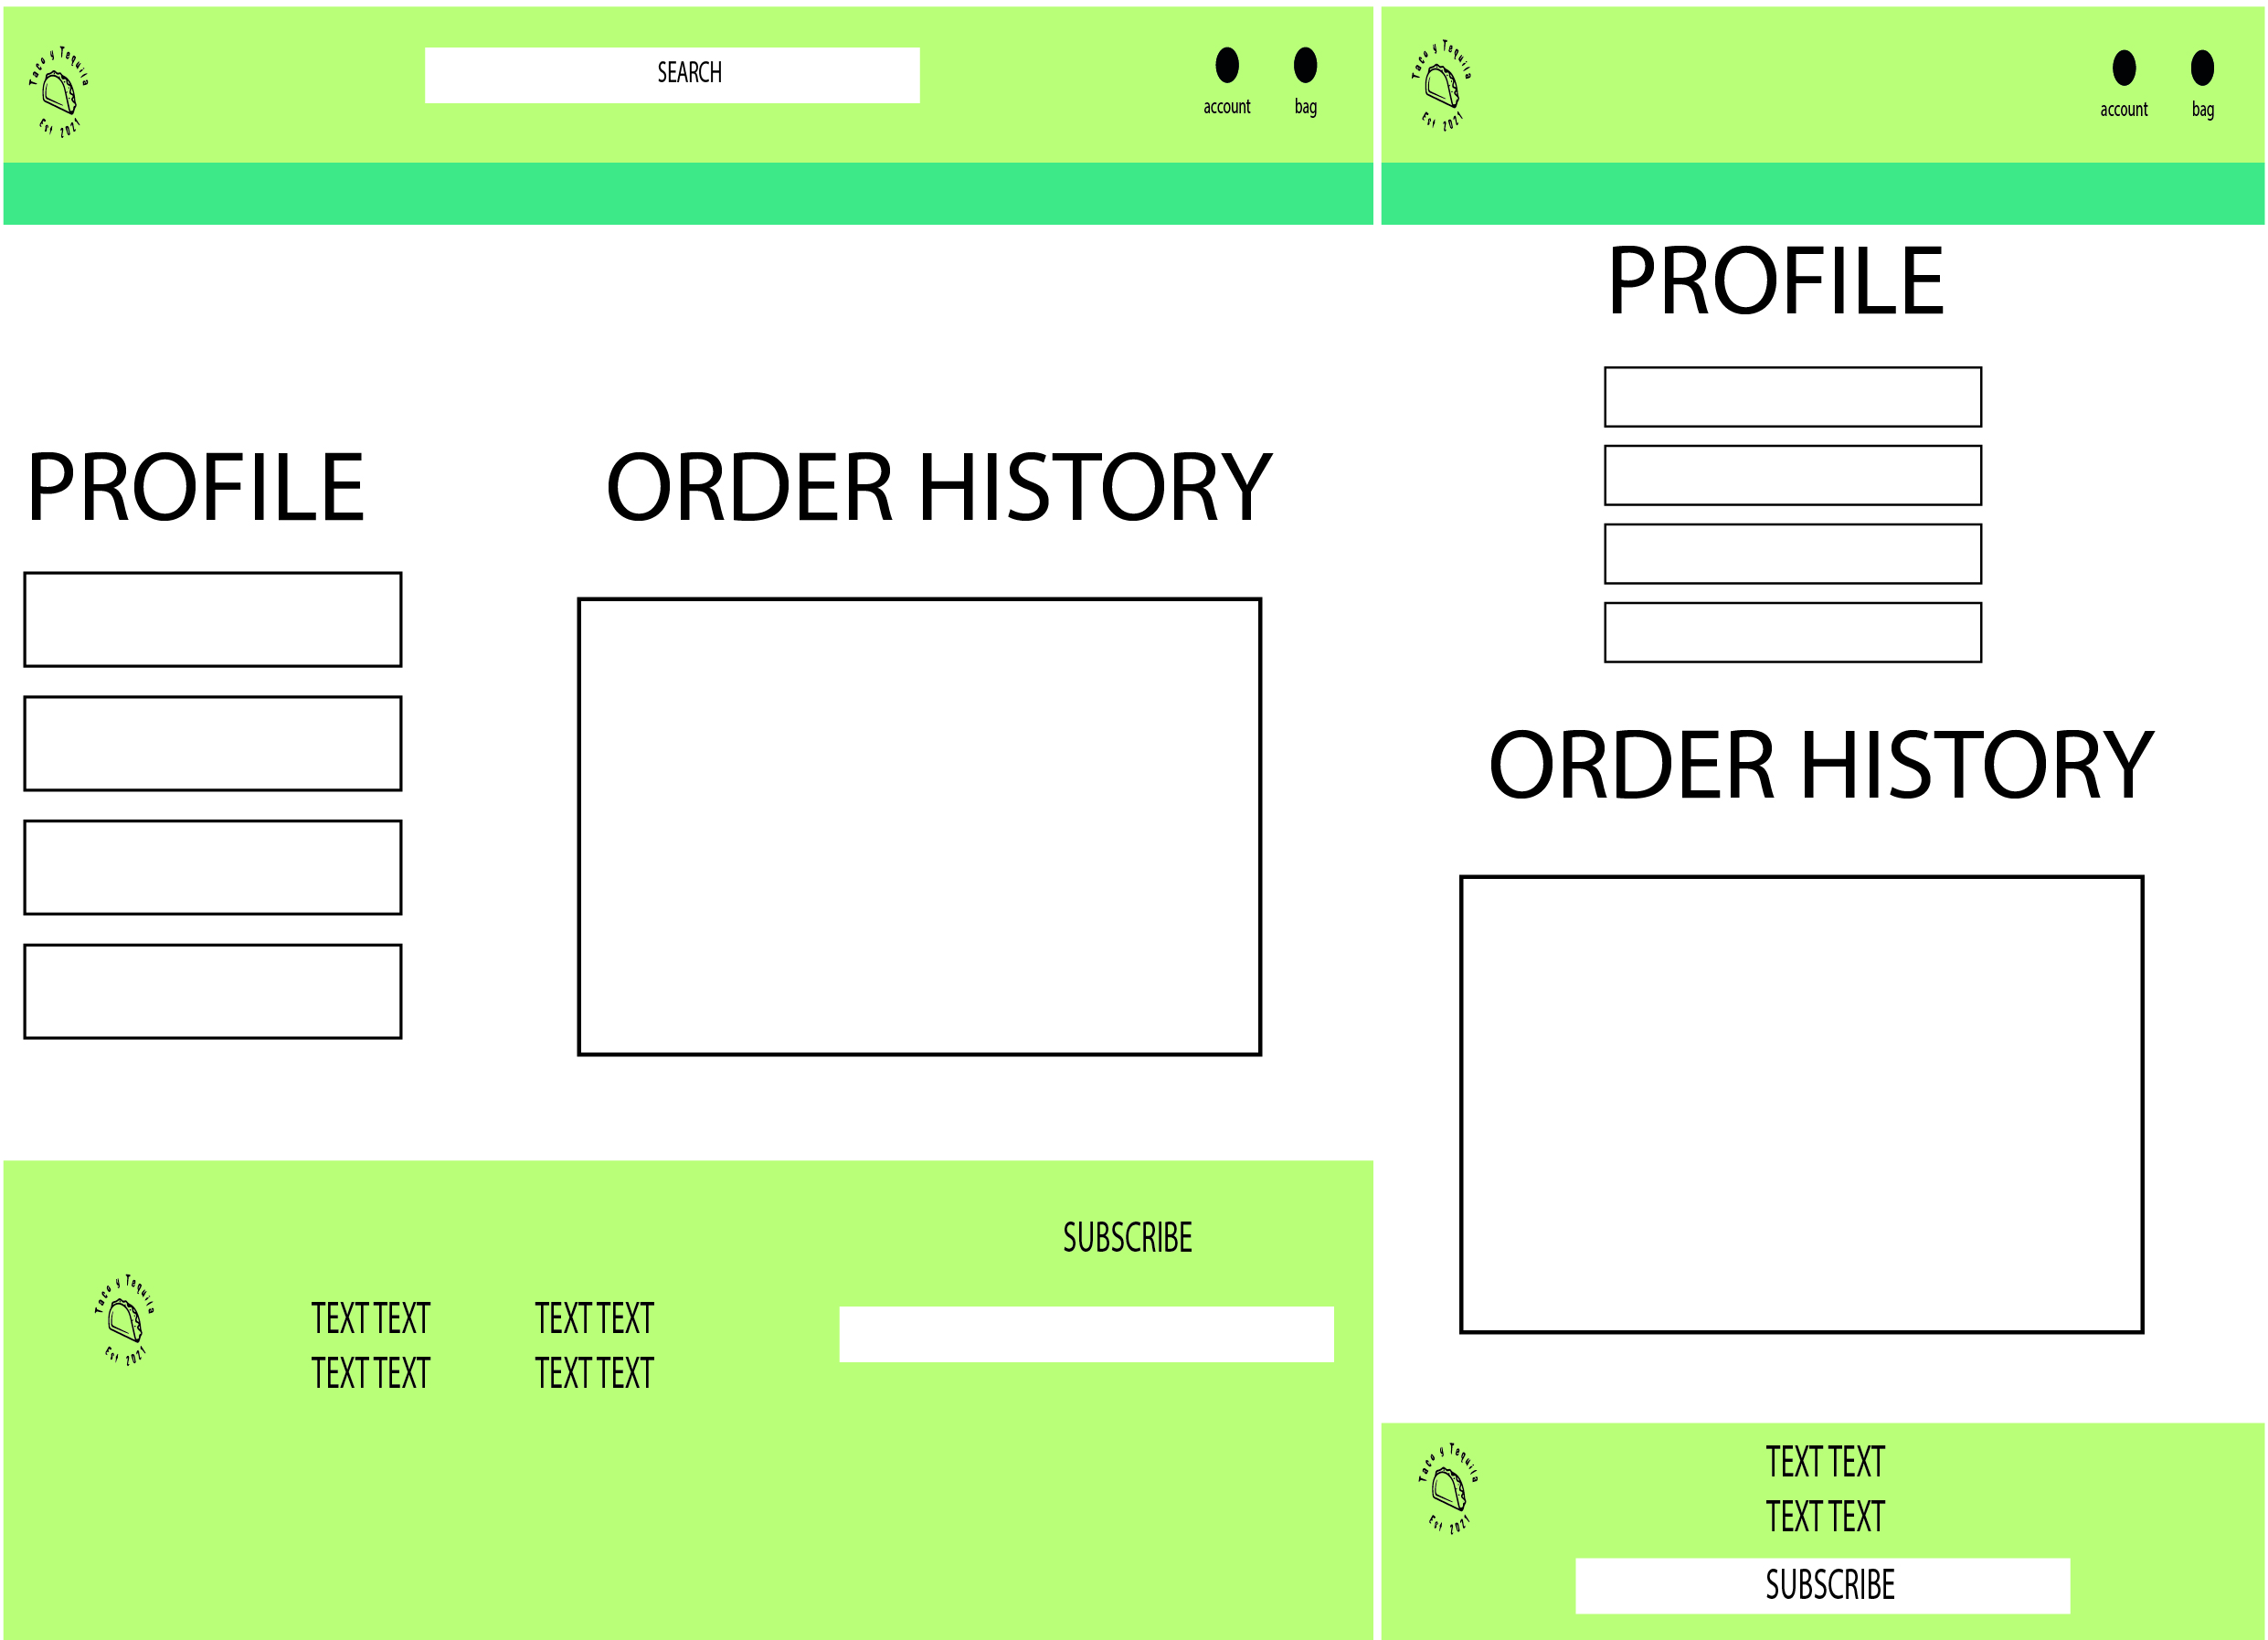 Taco y Tequila
Est 2021
SEARCH
account
bag
PROFILE
ORDER HISTORY
SUBSCRIBE
Taco y Tequila
Est 2021
TEXT TEXT
TEXT TEXT
TEXT TEXT
TEXT TEXT
Taco y Tequila
Est 2021
account
bag
PROFILE
ORDER HISTORY
Taco y Tequila
Est 2021
TEXT TEXT
TEXT TEXT
SUBSCRIBE